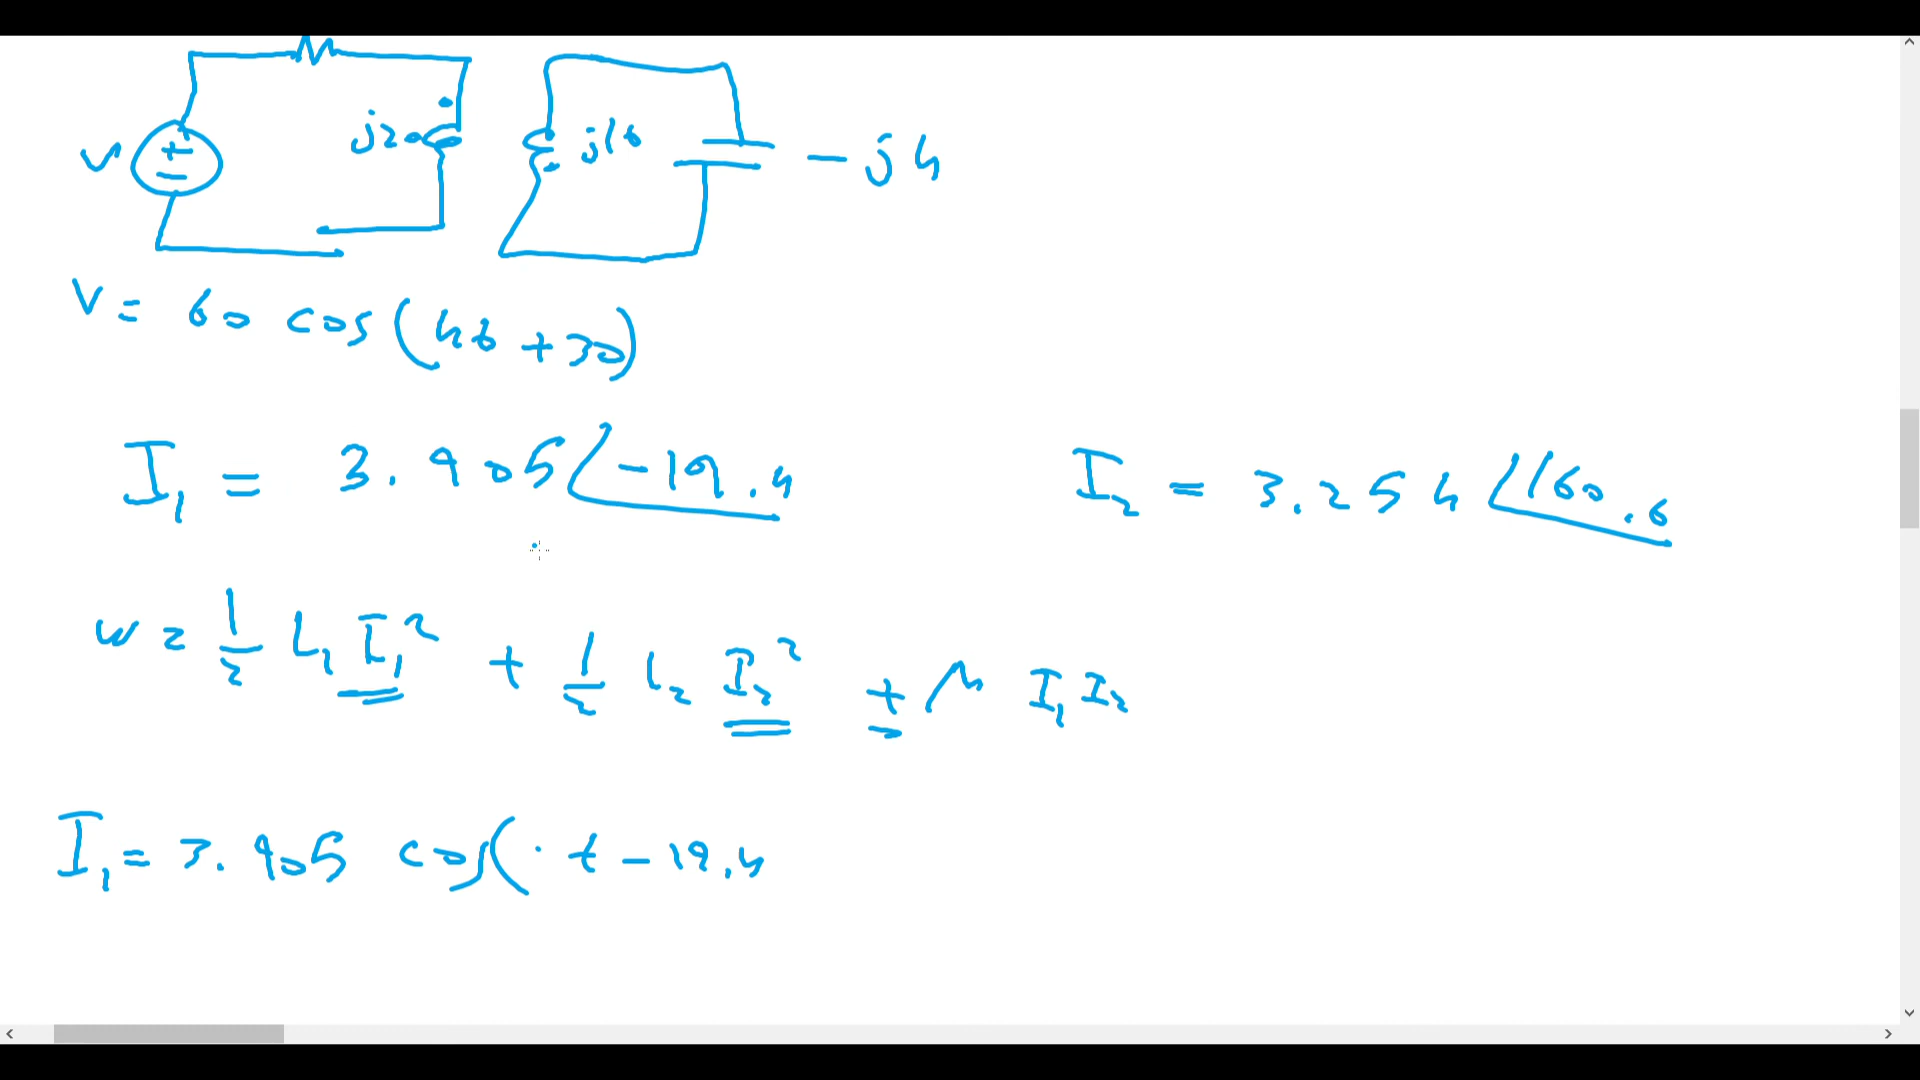 V + - j20 j16 - j4
V = 60 cos(4t + 30)
I₁ = 3.905∠-19.4 I₂ = 3.254∠160.6
w = 1/2 L₁ I₁² + 1/2 L₂ I₂² ± M I₁ I₂
I₁ = 3.905 cos(· t - 19.4